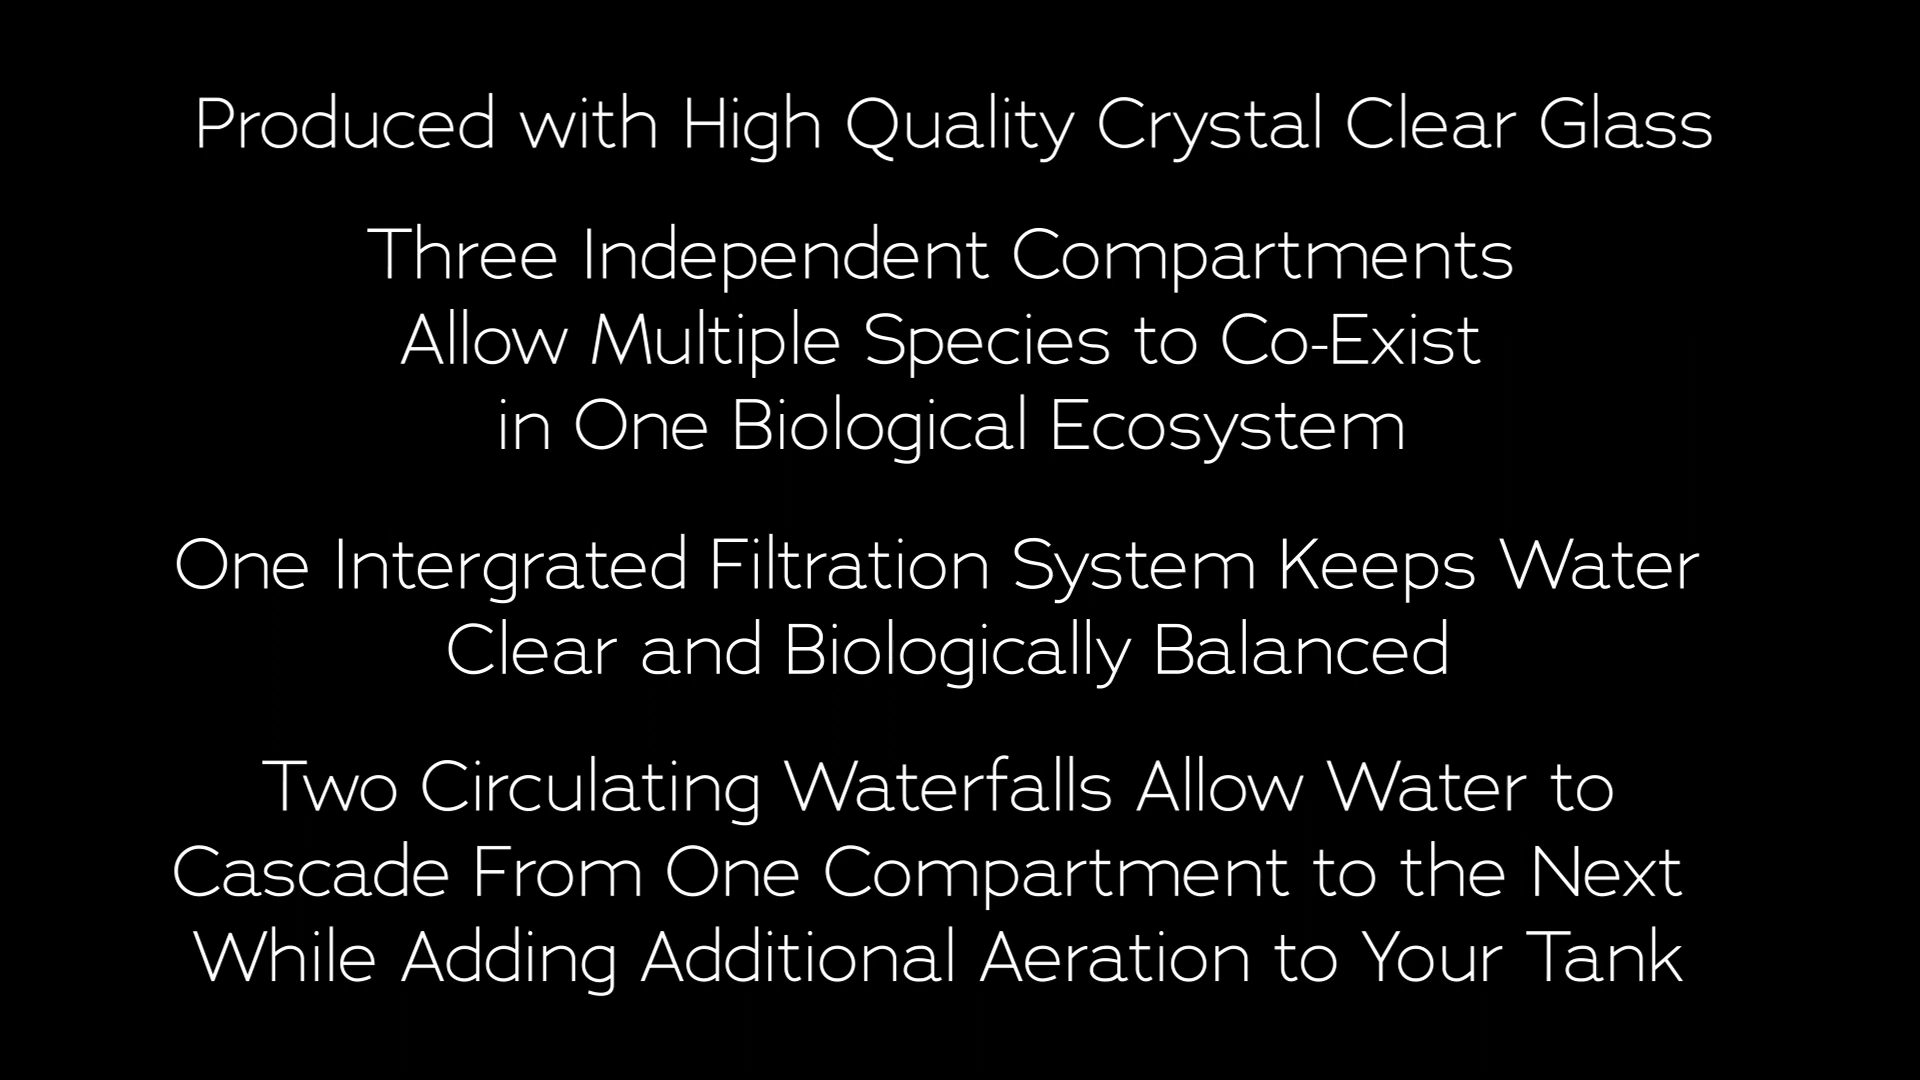 Produced with High Quality Crystal Clear Glass
Three Independent Compartments
Allow Multiple Species to Co-Exist
in One Biological Ecosystem
One Intergrated Filtration System Keeps Water
Clear and Biologically Balanced
Two Circulating Waterfalls Allow Water to
Cascade From One Compartment to the Next
While Adding Additional Aeration to Your Tank